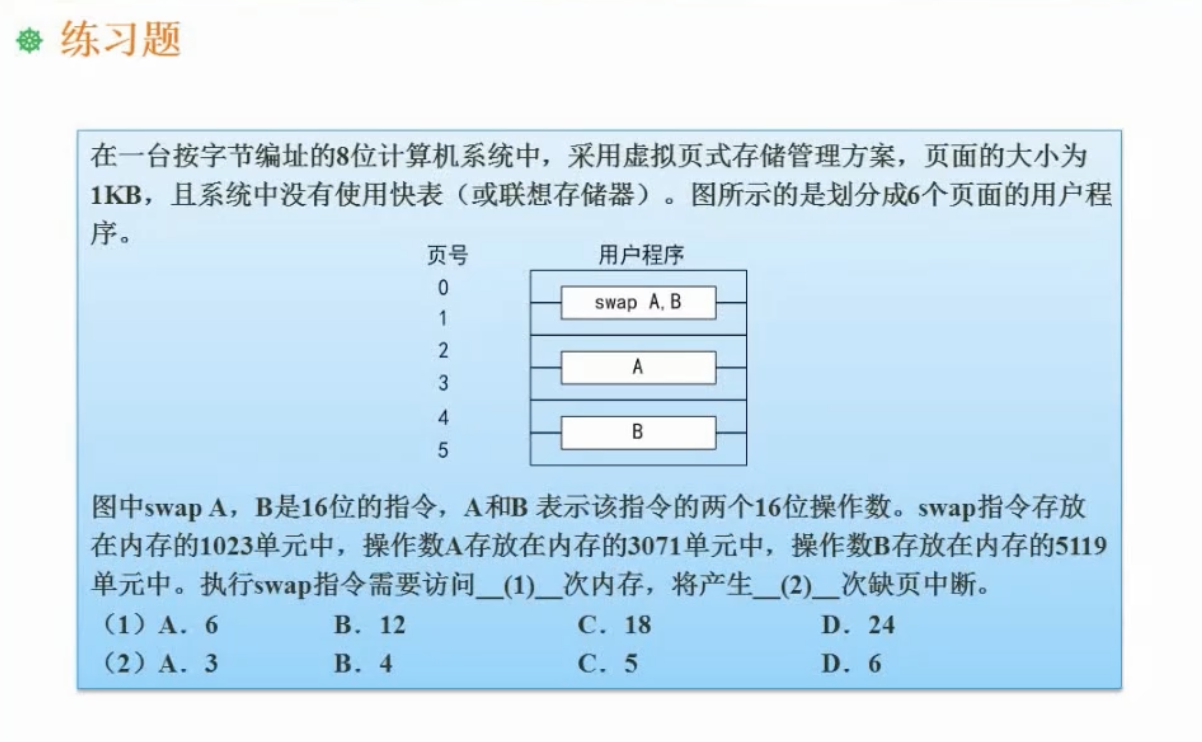 练习题
在一台按字节编址的8位计算机系统中，采用虚拟页式存储管理方案，页面的大小为
1KB，且系统中没有使用快表（或联想存储器）。图所示的是划分成6个页面的用户程
序。
页号 用户程序
0
swap A,B
1
2
A
3
4
B
5
图中swap A，B是16位的指令，A和B 表示该指令的两个16位操作数。swap指令存放
在内存的1023单元中，操作数A存放在内存的3071单元中，操作数B存放在内存的5119
单元中。执行swap指令需要访问__(1)__次内存，将产生__(2)__次缺页中断。
（1）A．6 B．12 C．18 D．24
（2）A．3 B．4 C．5 D．6